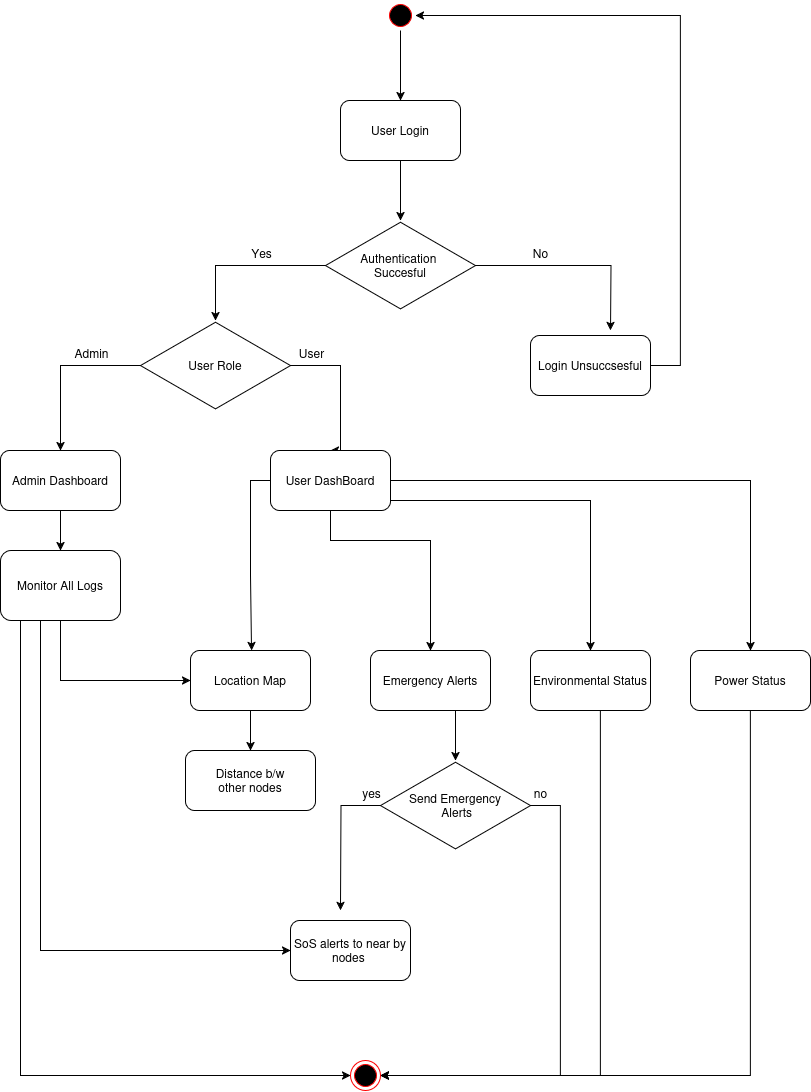 User Login
Authentication
Succesful
Yes
No
User Role
Admin
User
Login Unsuccsesful
Admin Dashboard
User DashBoard
Monitor All Logs
Location Map
Emergency Alerts
Environmental Status
Power Status
Distance b/w
other nodes
Send Emergency
Alerts
yes
no
SoS alerts to near by
nodes